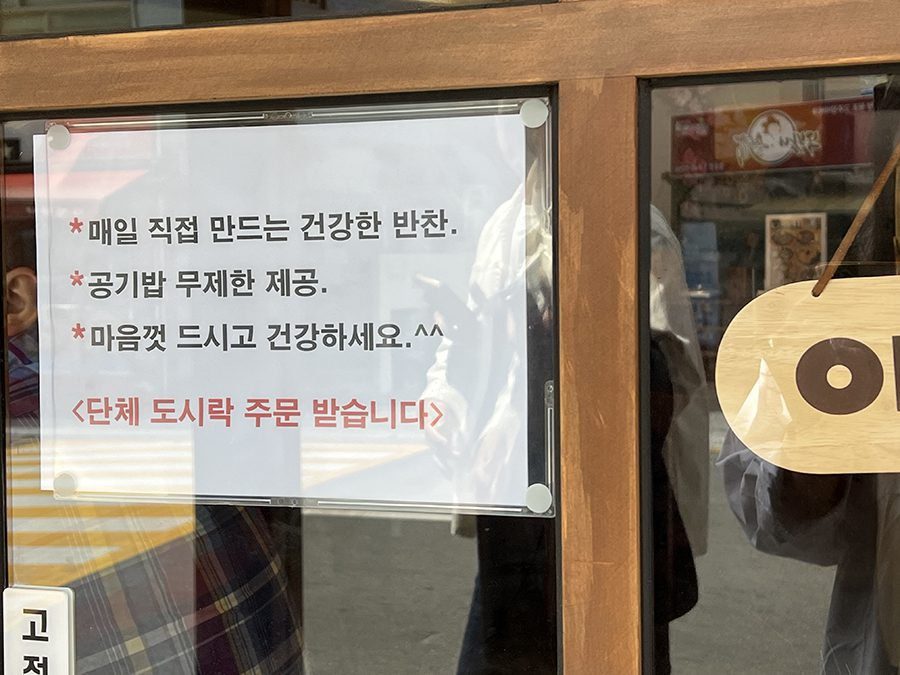 *매일 직접 만드는 건강한 반찬.
*공기밥 무제한 제공.
*마음껏 드시고 건강하세요.^^
<단체 도시락 주문 받습니다>
고